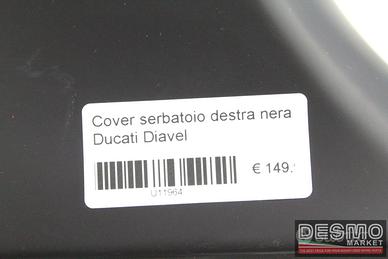 Cover serbatoio destra nera
Ducati Diavel
€ 149.
U11964
DESMO
MARKET